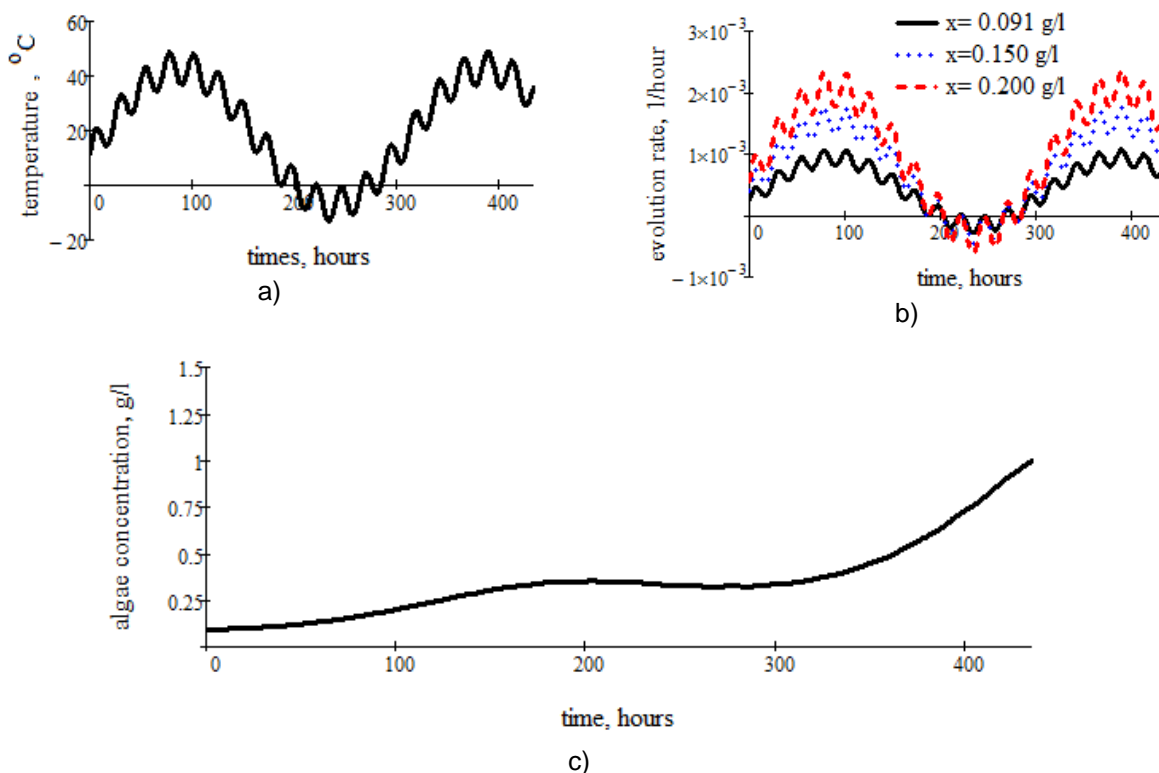 60
40
20
0
100
200
300
400
−20
temperature , ⁰C
times, hours
a)
x= 0.091 g/l
x=0.150 g/l
x= 0.200 g/l
3×10⁻³
2×10⁻³
1×10⁻³
0
100
200
300
400
− 1×10⁻³
evolution rate, l/hour
time, hours
b)
1.5
1.25
1
0.75
0.5
0.25
0
100
200
300
400
algae concentration, g/l
time, hours
c)